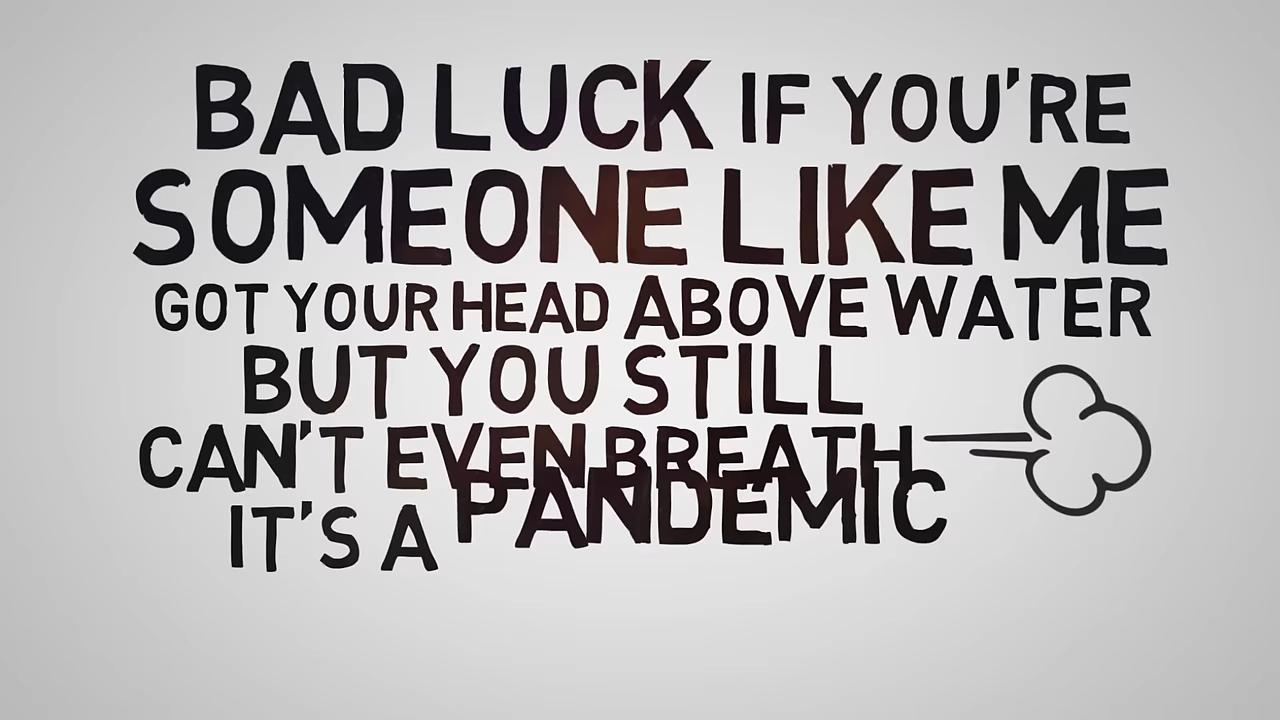 BAD LUCK IF YOU'RE
SOMEONE LIKE ME
GOT YOUR HEAD ABOVE WATER
BUT YOU STILL
CAN'T EVEN BREATH
IT'S A PANDEMIC